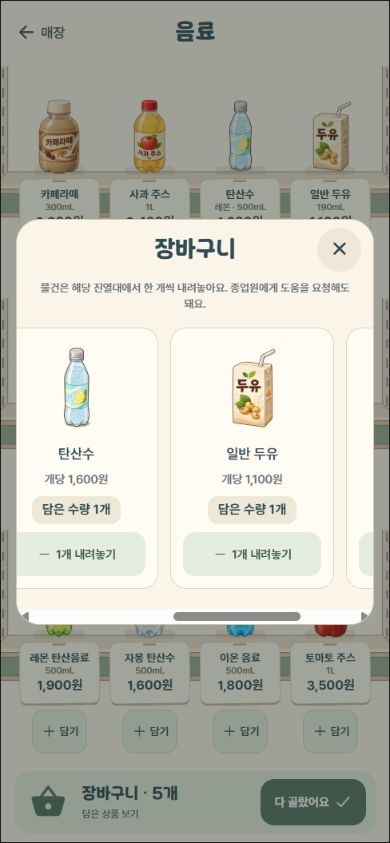 매장
음료
카페라떼
사과 주스
두유
카페라떼
사과 주스
탄산수
일반 두유
300mL
1L
레몬 · 500mL
190mL
장바구니
물건은 해당 진열대에서 한 개씩 내려놓아요. 종업원에게 도움을 요청해도
돼요.
두유
탄산수
일반 두유
개당 1,600원
개당 1,100원
담은 수량 1개
담은 수량 1개
1개 내려놓기
1개 내려놓기
레몬 탄산음료
자몽 탄산수
이온 음료
토마토 주스
500mL
500mL
500mL
1L
1,900원
1,600원
1,800원
3,500원
담기
담기
담기
담기
장바구니 · 5개
담은 상품 보기
다 골랐어요